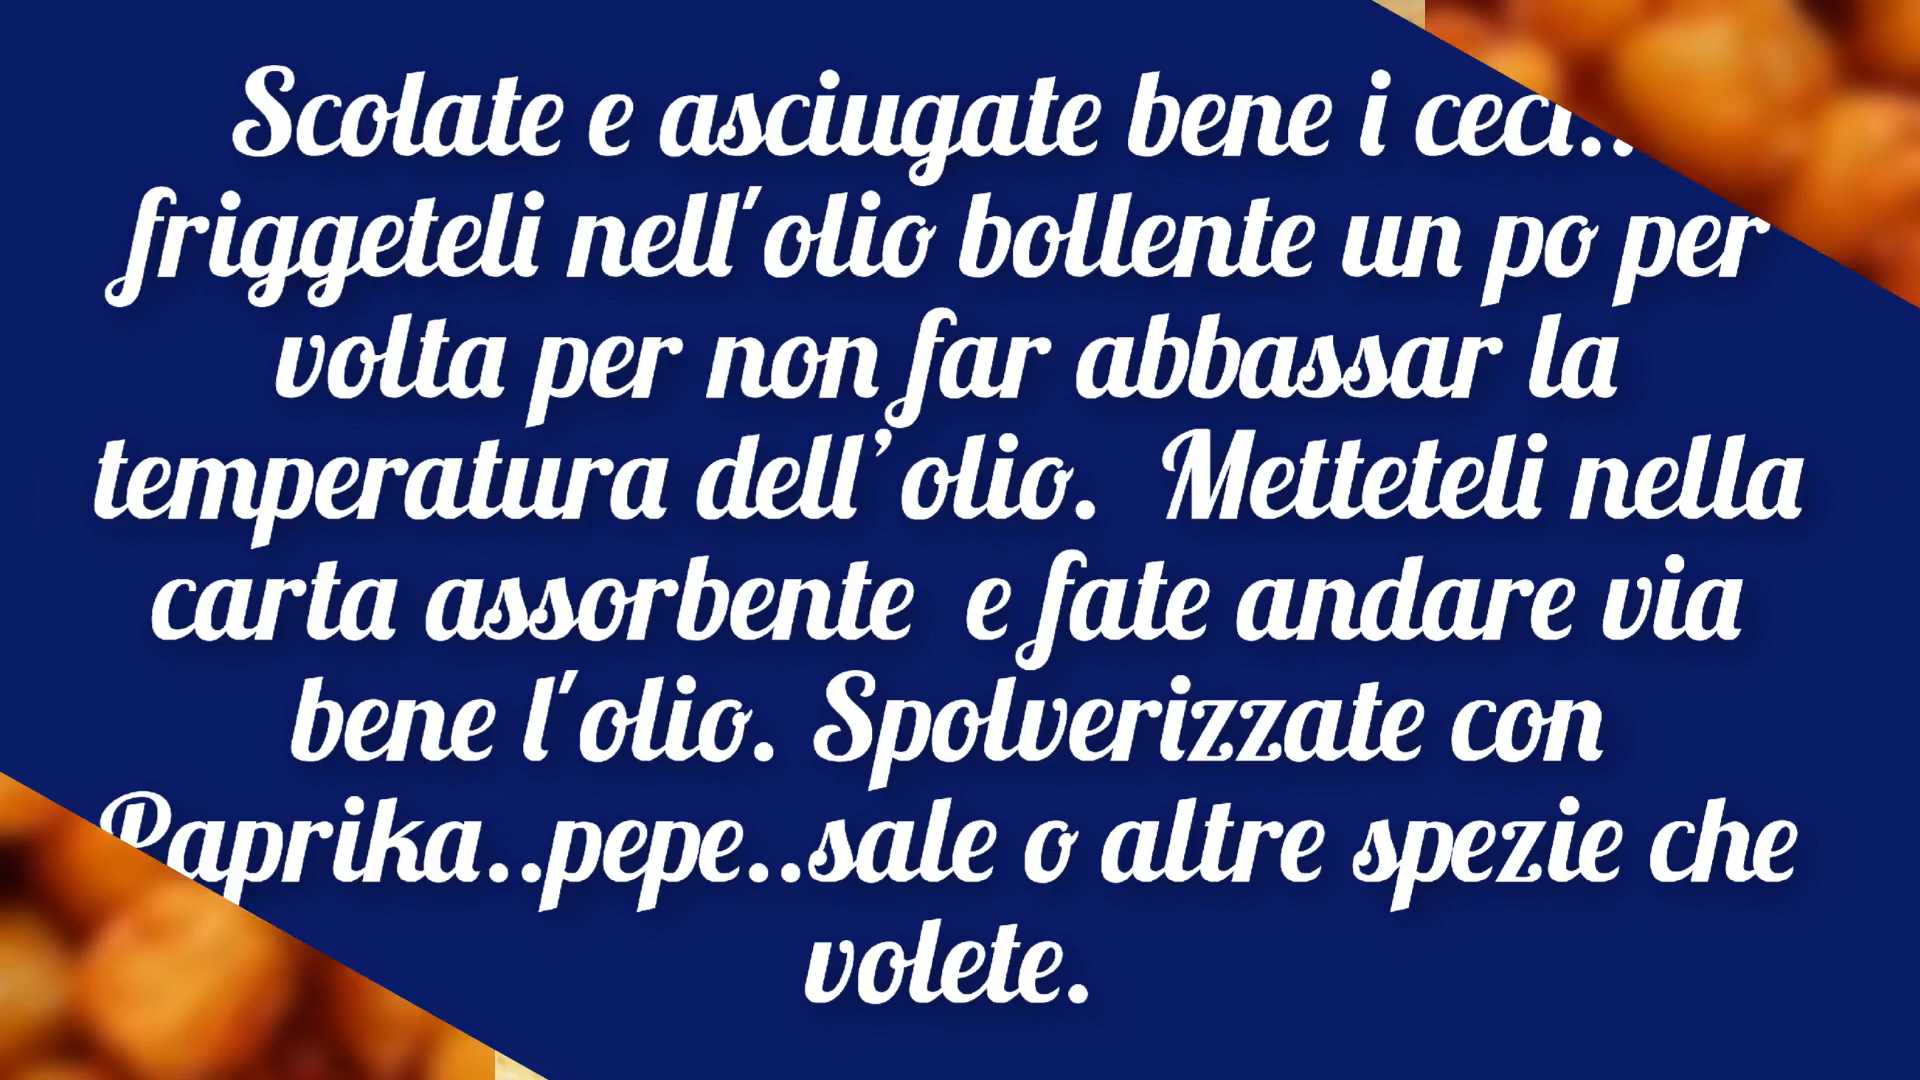 Scolate e asciugate bene i ceci..
friggeteli nell'olio bollente un po per
volta per non far abbassar la
temperatura dell'olio. Metteteli nella
carta assorbente e fate andare via
bene l'olio. Spolverizzate con
Paprika..pepe..sale o altre spezie che
volete.